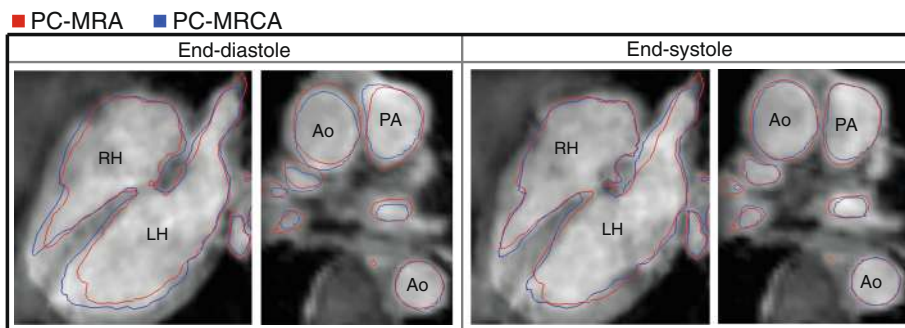 PC-MRA PC-MRCA
End-diastole End-systole
RH LH
Ao PA
Ao
RH LH
Ao PA
Ao